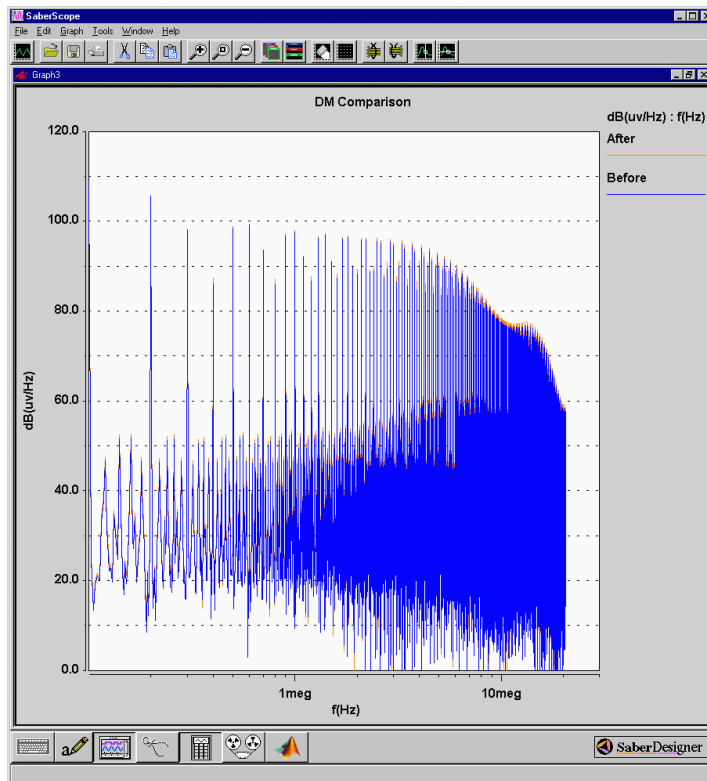 SaberScope
File Edit Graph Tools Window Help
Graph3
DM Comparison
dB(uv/Hz) : f(Hz)
After
Before
120.0
100.0
80.0
60.0
40.0
20.0
0.0
dB(uv/Hz)
1meg 10meg
f(Hz)
a
SaberDesigner